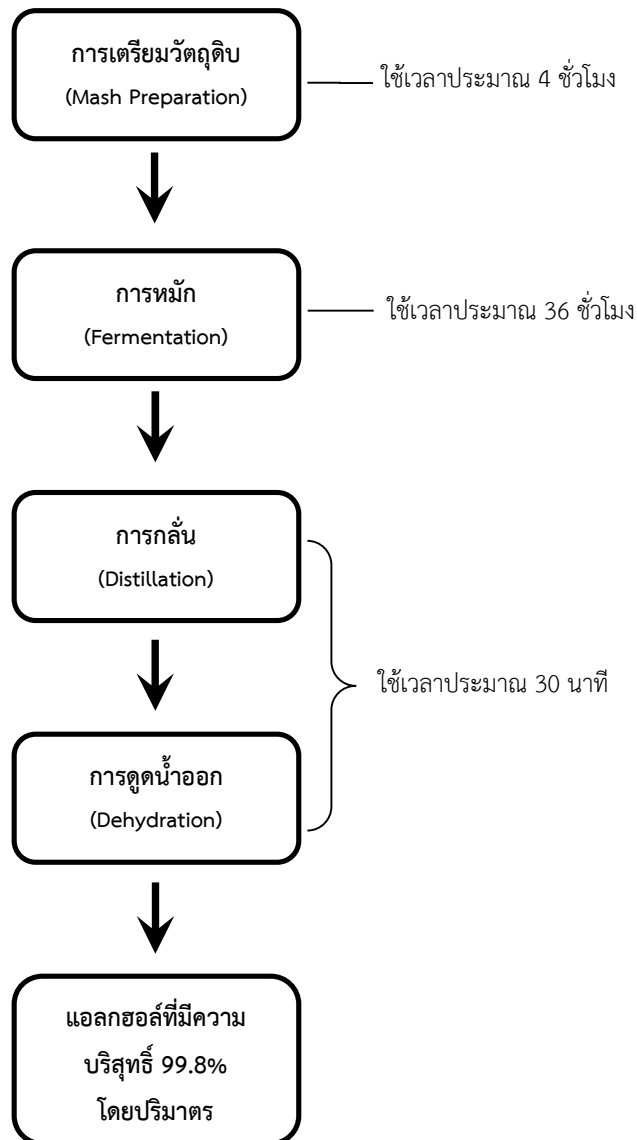 การเตรียมวัตถุดิบ
(Mash Preparation)
ใช้เวลาประมาณ 4 ชั่วโมง
การหมัก
(Fermentation)
ใช้เวลาประมาณ 36 ชั่วโมง
การกลั่น
(Distillation)
ใช้เวลาประมาณ 30 นาที
การดูดน้ำออก
(Dehydration)
แอลกฮอล์ที่มีความ
บริสุทธิ์ 99.8%
โดยปริมาตร